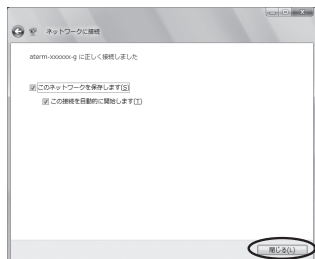 ネットワークに接続
aterm-xxxxxx-g に正しく接続しました
このネットワークを保存します(S)
この接続を自動的に開始します(T)
閉じる(L)